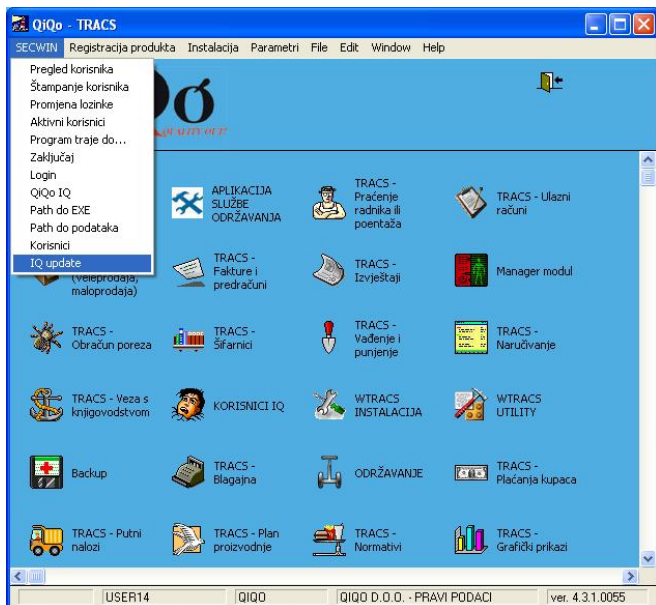 QiQo - TRACS
SECWIN Registracija produkta Instalacija Parametri File Edit Window Help
Pregled korisnika
Štampanje korisnika
Promjena lozinke
Aktivni korisnici
Program traje do...
Zaključaj
Login
QiQo IQ
Path do EXE
Path do podataka
Korisnici
IQ update
QUALITY OUT!
APLIKACIJA
SLUŽBE
ODRŽAVANJA
TRACS -
Praćenje
radnika ili
poentaža
TRACS - Ulazni
računi
(veleprodaja,
maloprodaja)
TRACS -
Fakture i
predračuni
TRACS -
Izvještaji
Manager modul
TRACS -
Obračun poreza
TRACS -
Šifarnici
TRACS -
Vađenje i
punjenje
TRACS -
Naručivanje
TRACS - Veza s
knjigovodstvom
KORISNICI IQ
WTRACS
INSTALACIJA
WTRACS
UTILITY
Backup
TRACS -
Blagajna
ODRŽAVANJE
TRACS -
Plaćanja kupaca
TRACS - Putni
nalozi
TRACS - Plan
proizvodnje
TRACS -
Normativi
TRACS -
Grafički prikazi
USER14 QIQO QIQO D.O.O. - PRAVI PODACI ver. 4.3.1.0055